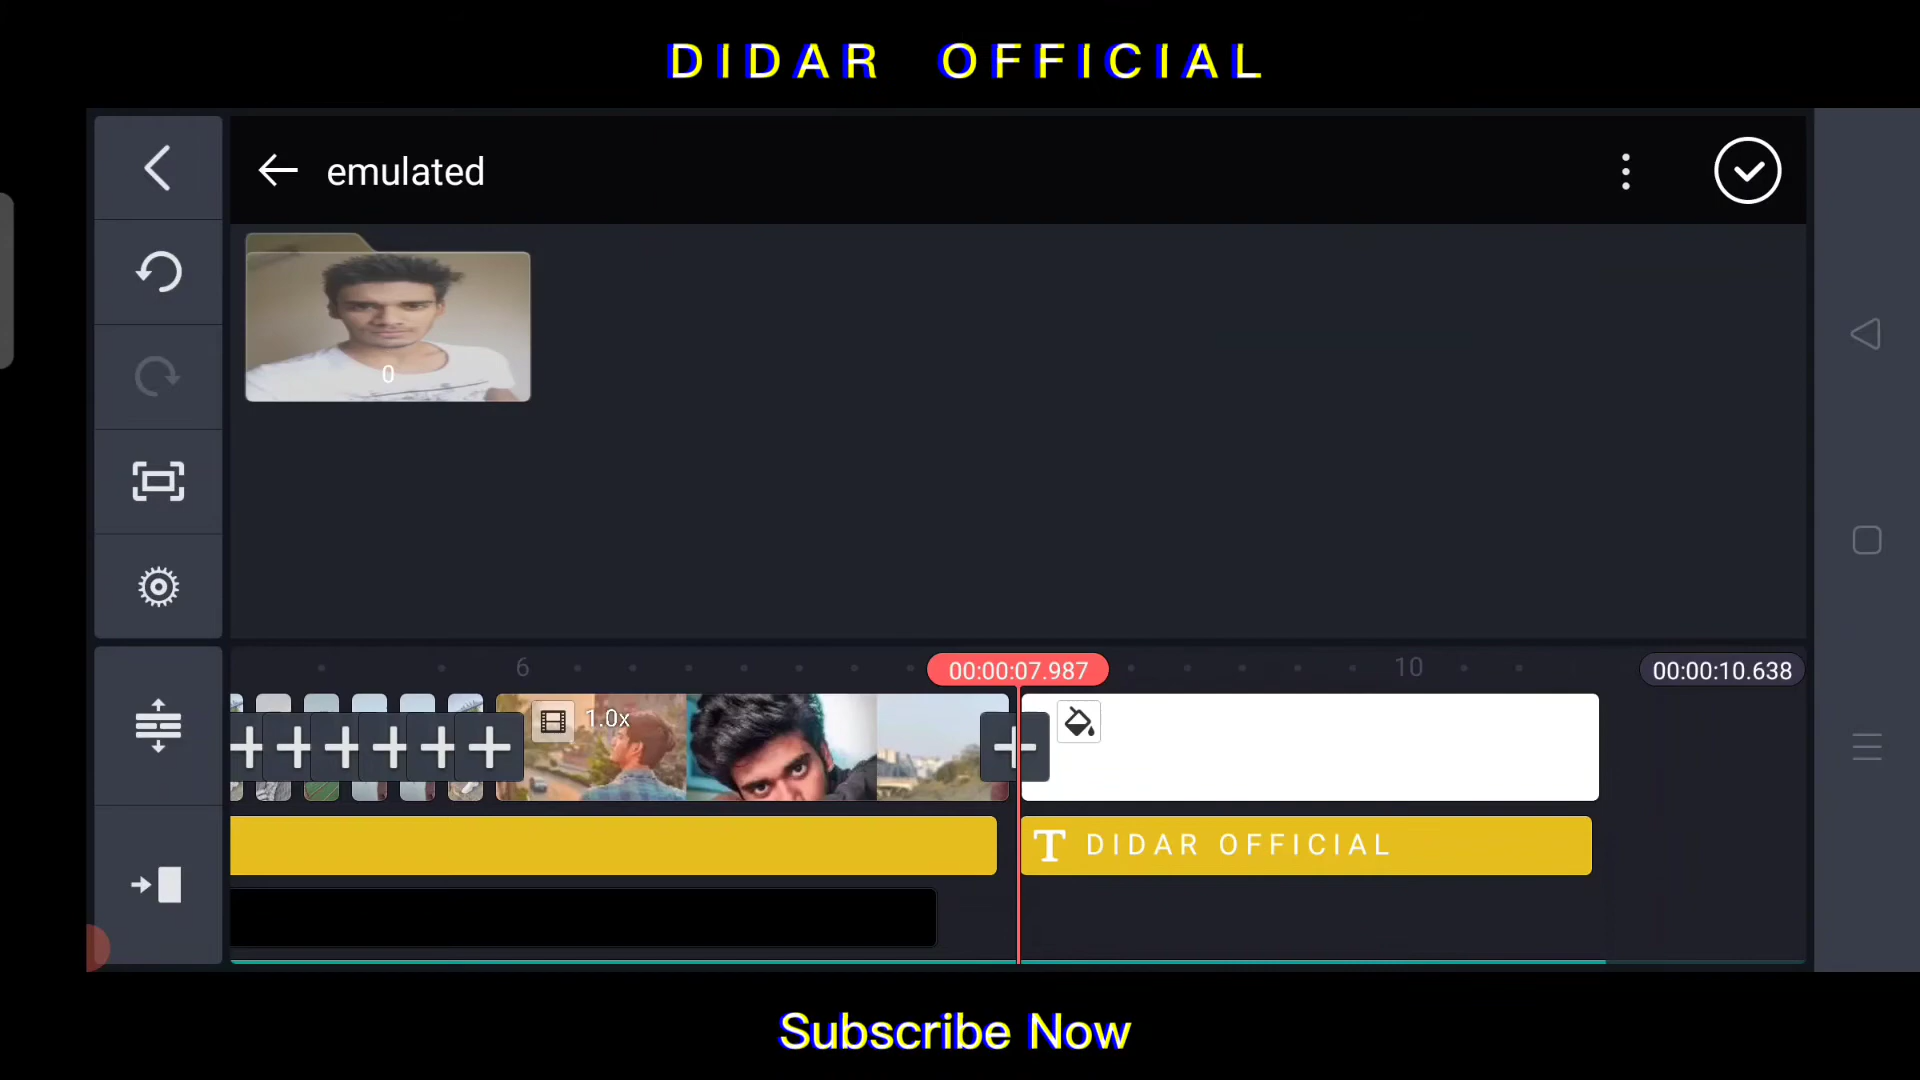 DIDAR OFFICIAL
emulated
0
6
00:00:07.987
10
00:00:10.638
1.0x
T DIDAR OFFICIAL
Subscribe Now